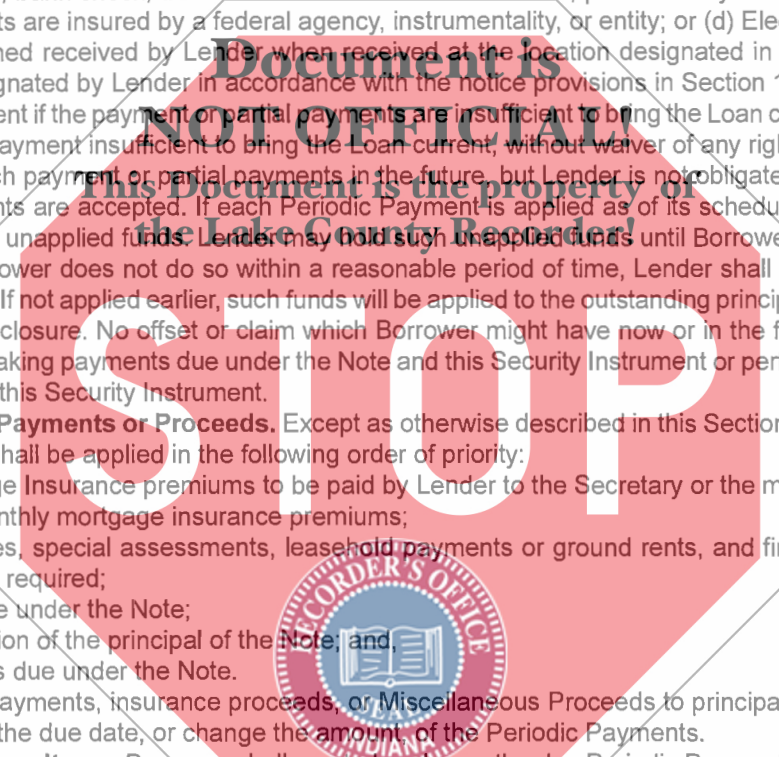 ts are insured by a federal agency, instrumentality, or entity; or (d) Elec
ned received by Lender when received at the location designated in
gnated by Lender in accordance with the notice provisions in Section 1
ent if the payment or partial payments are insufficient to bring the Loan c
ayment insufficient to bring the Loan current, without waiver of any righ
h payment or partial payments in the future, but Lender is not obligate
nts are accepted. If each Periodic Payment is applied as of its schedu
unapplied funds. Lender may hold such unapplied funds until Borrowe
ower does not do so within a reasonable period of time, Lender shall
If not applied earlier, such funds will be applied to the outstanding princi
closure. No offset or claim which Borrower might have now or in the f
aking payments due under the Note and this Security Instrument or per
this Security Instrument.
Payments or Proceeds. Except as otherwise described in this Section
hall be applied in the following order of priority:
ge Insurance premiums to be paid by Lender to the Secretary or the m
nthly mortgage insurance premiums;
es, special assessments, leasehold payments or ground rents, and fi
required;
e under the Note;
ion of the principal of the Note; and,
s due under the Note.
ayments, insurance proceeds, or Miscellaneous Proceeds to principa
the due date, or change the amount, of the Periodic Payments.
Document is
NOT OFFICIAL!
This Document is the property of
the Lake County Recorder!
STOP
RECORDER'S OFFICE
SEAL
INDIANA